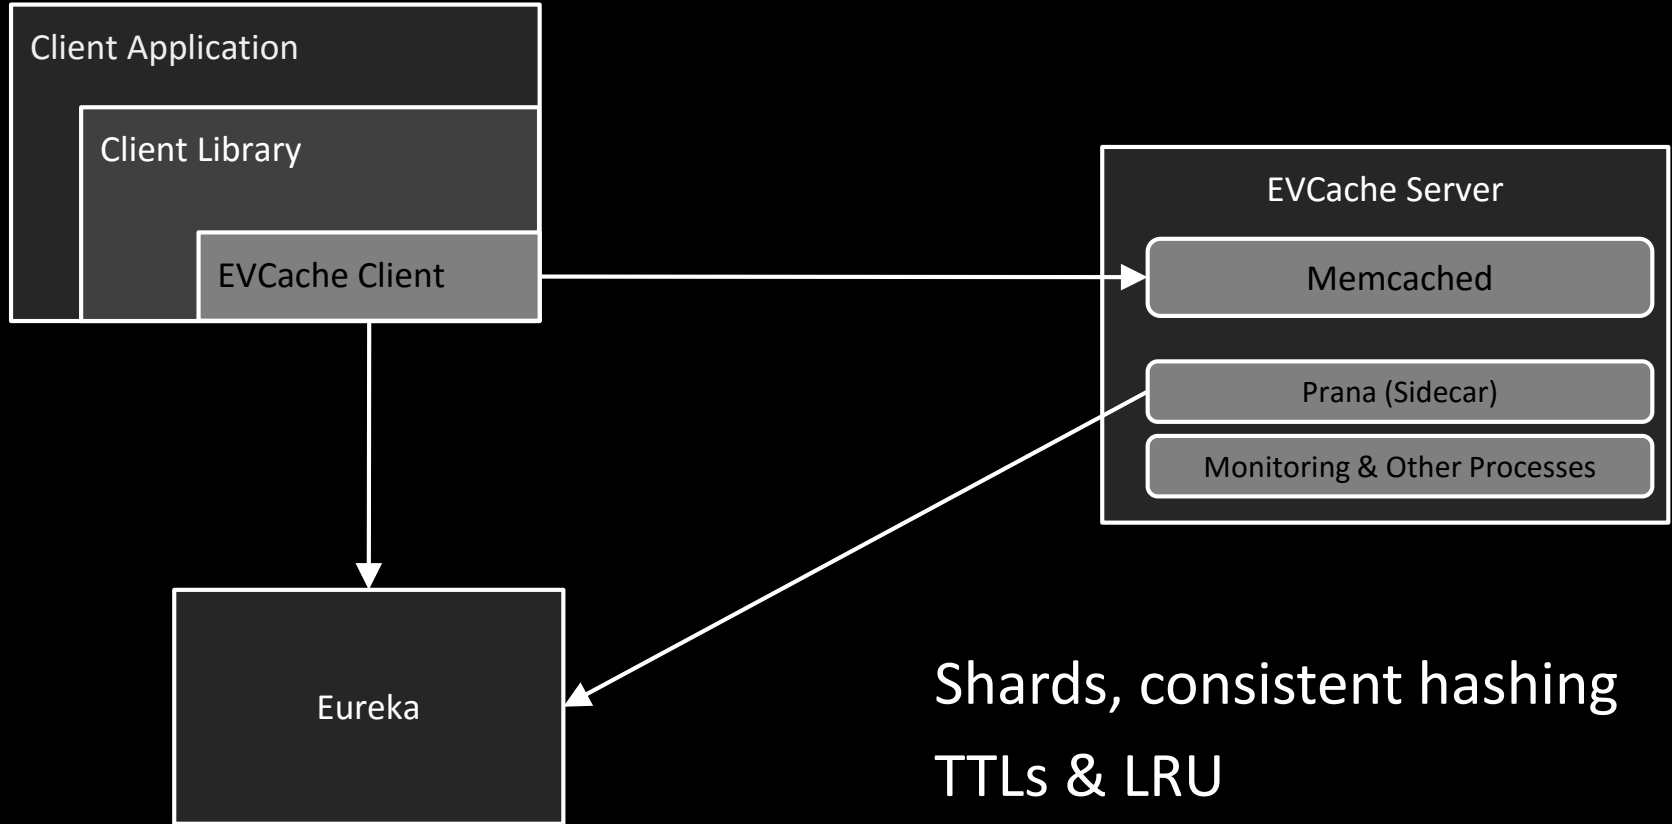 Client Application
Client Library
EVCache Client
EVCache Server
Memcached
Prana (Sidecar)
Monitoring & Other Processes
Eureka
Shards, consistent hashing
TTLs & LRU